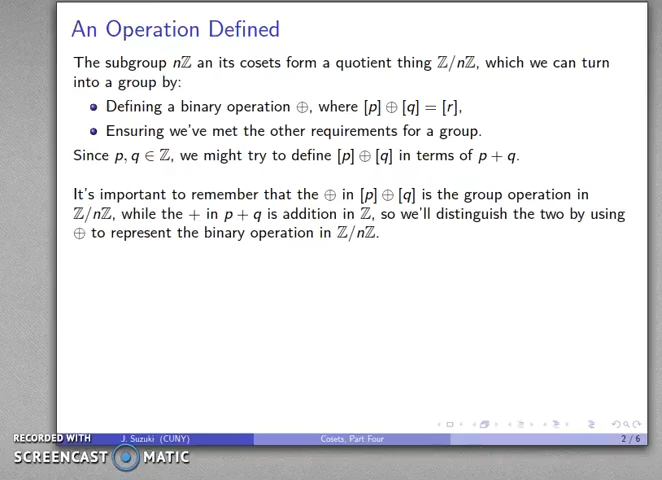 An Operation Defined
The subgroup nℤ an its cosets form a quotient thing ℤ/nℤ, which we can turn
into a group by:
Defining a binary operation ⊕, where [p] ⊕ [q] = [r],
Ensuring we've met the other requirements for a group.
Since p, q ∈ ℤ, we might try to define [p] ⊕ [q] in terms of p + q.
It's important to remember that the ⊕ in [p] ⊕ [q] is the group operation in
ℤ/nℤ, while the + in p + q is addition in ℤ, so we'll distinguish the two by using
⊕ to represent the binary operation in ℤ/nℤ.
RECORDED WITH
J. Suzuki (CUNY)
Cosets, Part Four
2 / 6
SCREENCAST MATIC